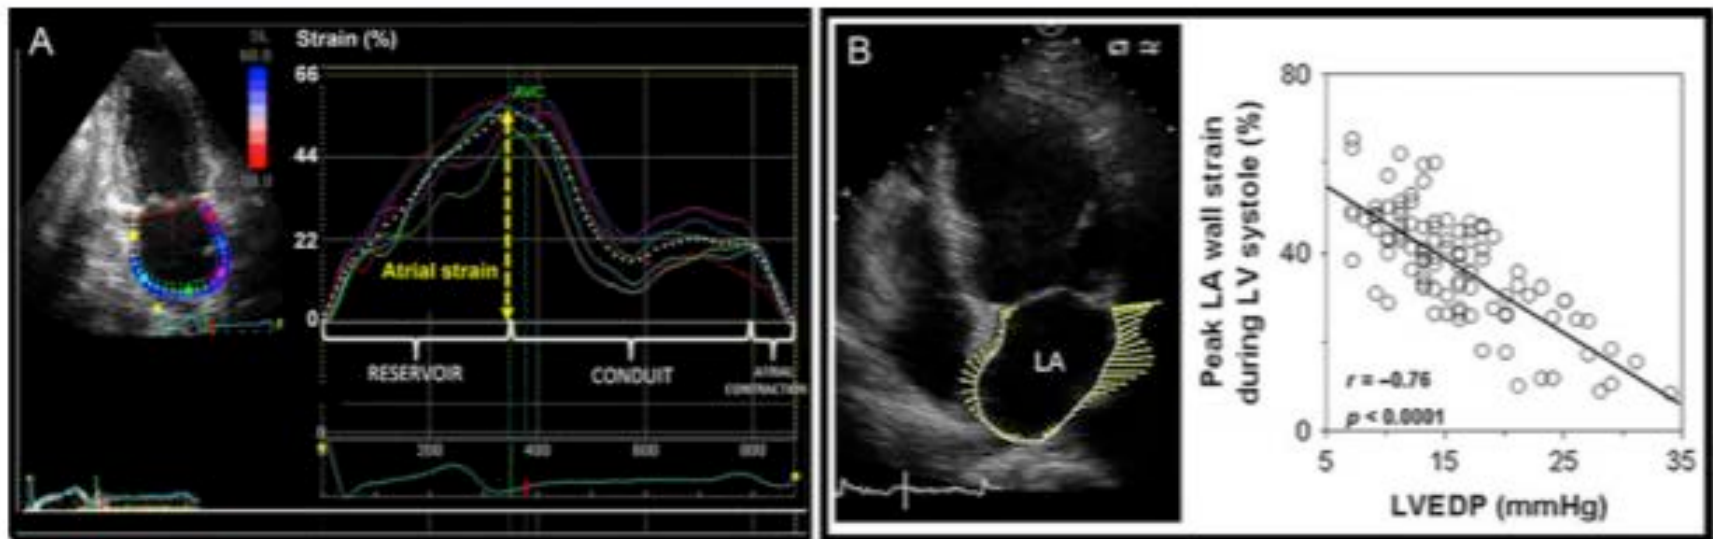 A
Strain (%)
66
44
22
0
AVC
Atrial strain
RESERVOIR
CONDUIT
ATRIAL
CONTRACTION
0
200
400
600
800
B
LA
Peak LA wall strain
during LV systole (%)
80
40
0
r = –0.76
p < 0.0001
5
15
25
35
LVEDP (mmHg)